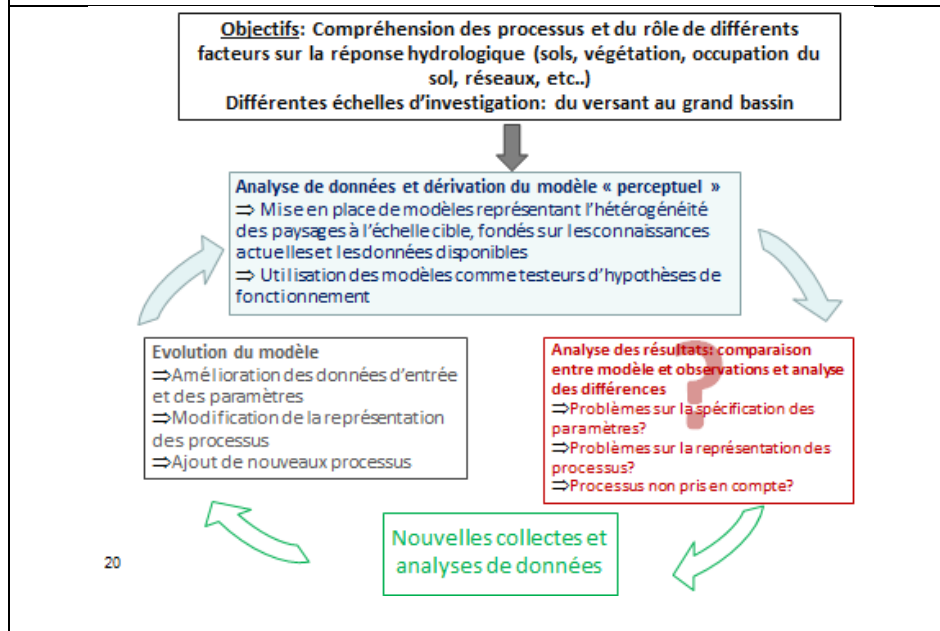 Objectifs: Compréhension des processus et du rôle de différents
facteurs sur la réponse hydrologique (sols, végétation, occupation du
sol, réseaux, etc..)
Différentes échelles d'investigation: du versant au grand bassin
Analyse de données et dérivation du modèle « perceptuel »
⇒ Mise en place de modèles représentant l'hétérogénéité
des paysages à l'échelle cible, fondés sur lesconnaissances
actuelles et les données disponibles
⇒ Utilisation des modèles comme testeurs d'hypothèses de
fonctionnement
Evolution du modèle
⇒Amélioration des données d'entrée
et des paramètres
⇒Modification de la représentation
des processus
⇒Ajout de nouveaux processus
?
Analyse des résultats: comparaison
entre modèle et observations et analyse
des différences
⇒Problèmes sur la spécification des
paramètres?
⇒Problèmes sur la représentation des
processus?
⇒Processus non pris en compte?
Nouvelles collectes et
analyses de données
20